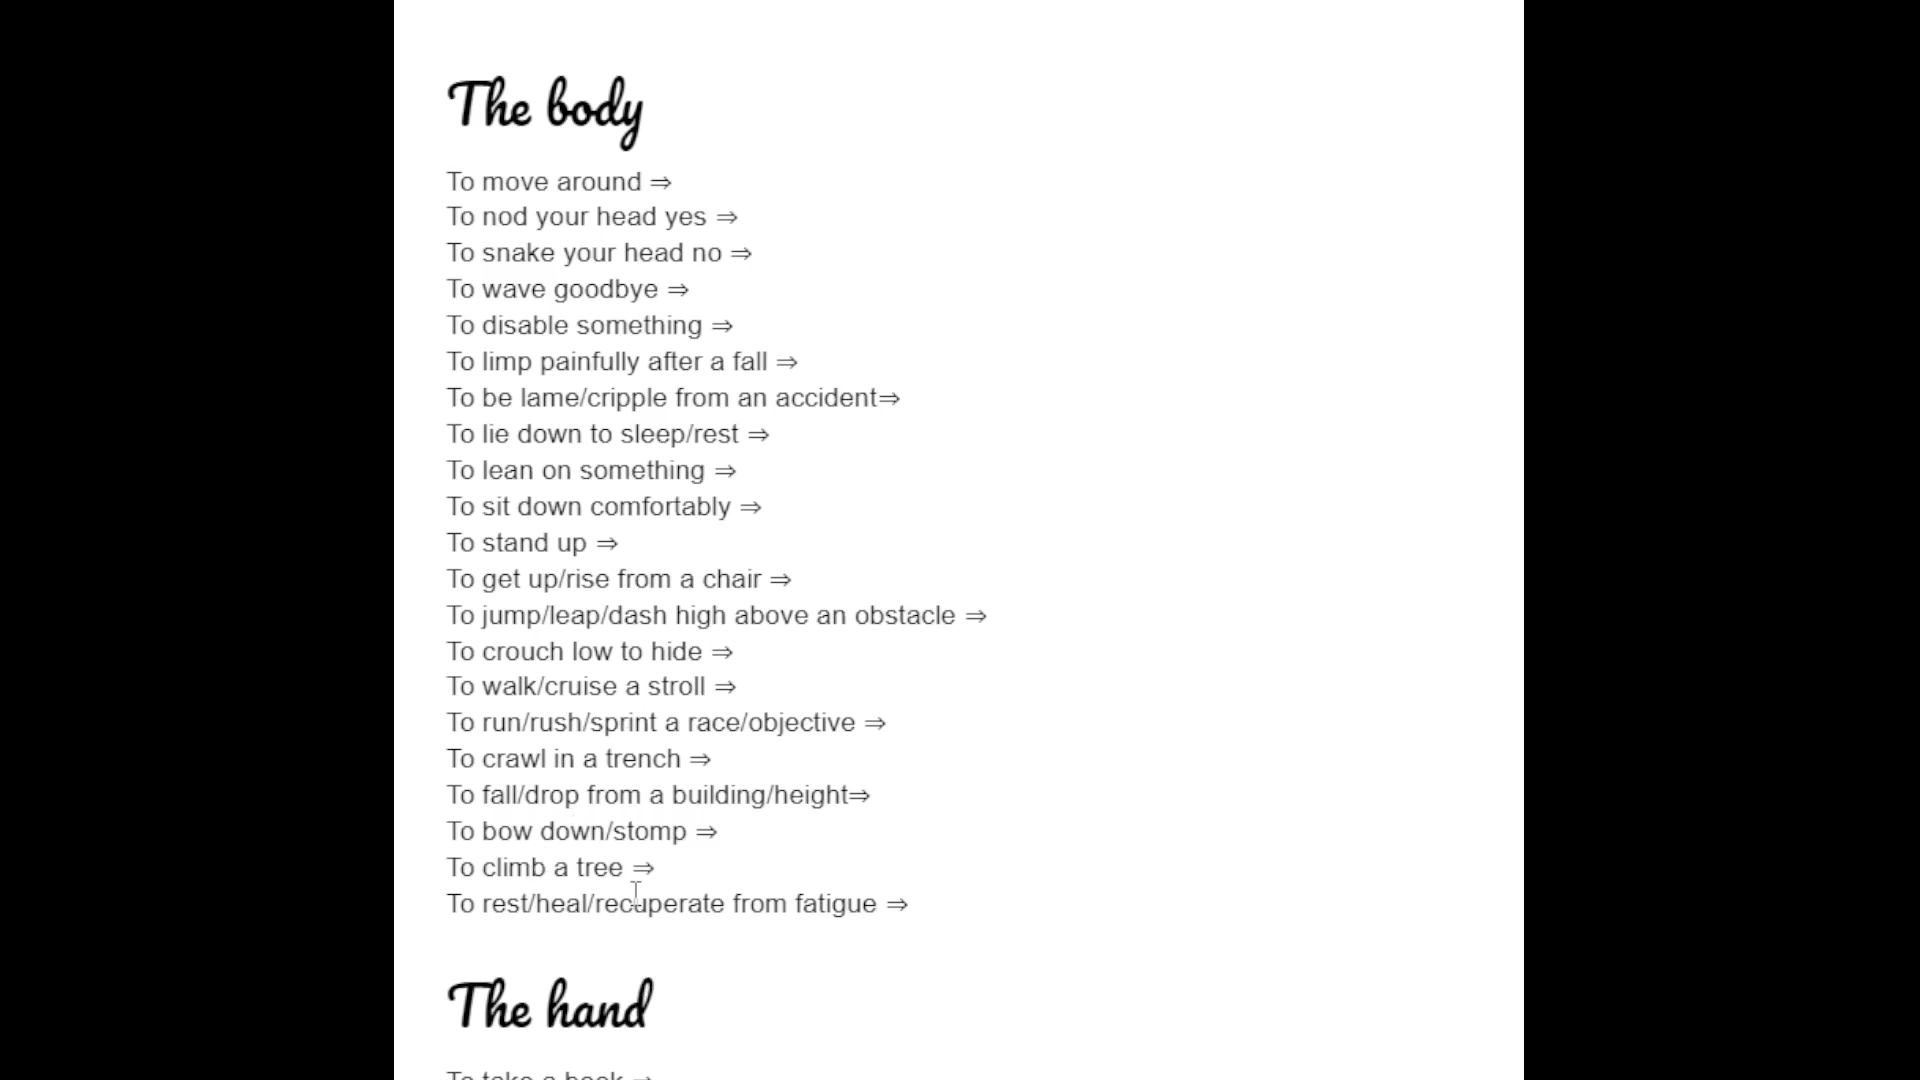 The body
To move around ⇒
To nod your head yes ⇒
To snake your head no ⇒
To wave goodbye ⇒
To disable something ⇒
To limp painfully after a fall ⇒
To be lame/cripple from an accident⇒
To lie down to sleep/rest ⇒
To lean on something ⇒
To sit down comfortably ⇒
To stand up ⇒
To get up/rise from a chair ⇒
To jump/leap/dash high above an obstacle ⇒
To crouch low to hide ⇒
To walk/cruise a stroll ⇒
To run/rush/sprint a race/objective ⇒
To crawl in a trench ⇒
To fall/drop from a building/height⇒
To bow down/stomp ⇒
To climb a tree ⇒
To rest/heal/recuperate from fatigue ⇒
The hand
To take a book ⇒